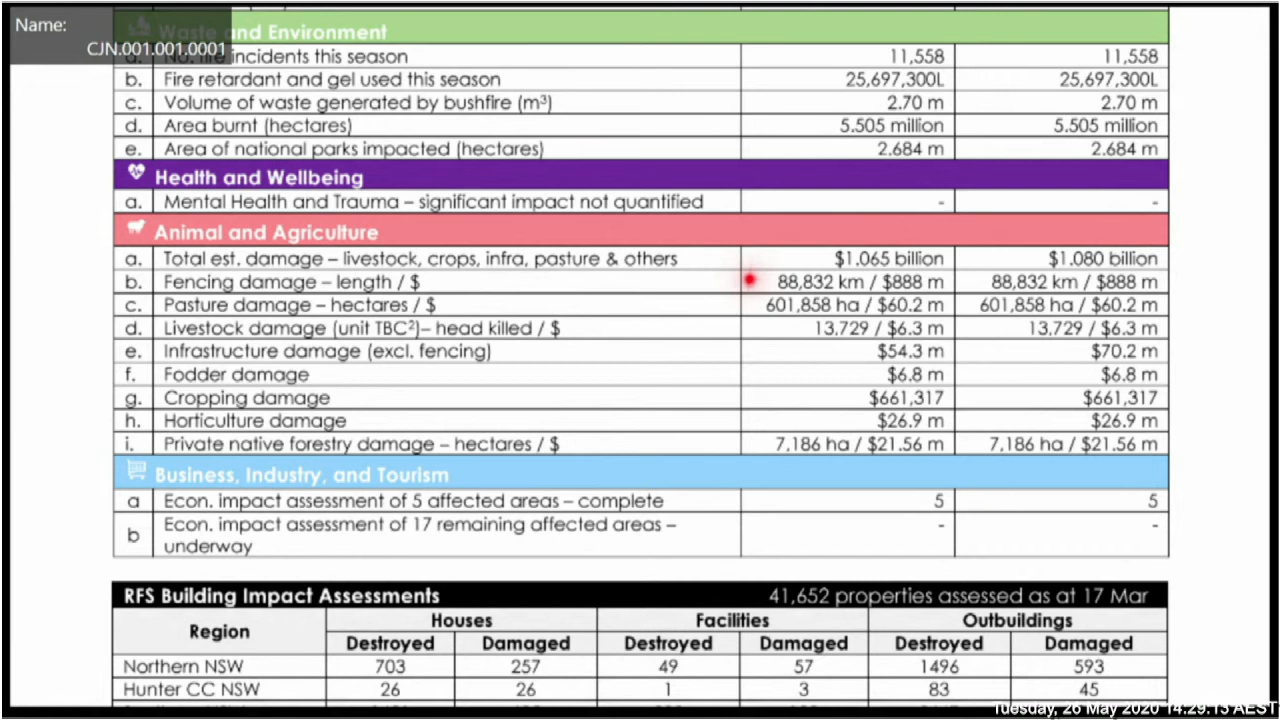 Name:
CJN.001.001.0001
Waste and Environment
a. No. fire incidents this season 11,558 11,558
b. Fire retardant and gel used this season 25,697,300L 25,697,300L
c. Volume of waste generated by bushfire (m³) 2.70 m 2.70 m
d. Area burnt (hectares) 5.505 million 5.505 million
e. Area of national parks impacted (hectares) 2.684 m 2.684 m
Health and Wellbeing
a. Mental Health and Trauma – significant impact not quantified - -
Animal and Agriculture
a. Total est. damage – livestock, crops, infra, pasture & others $1.065 billion $1.080 billion
b. Fencing damage – length / $ 88,832 km / $888 m 88,832 km / $888 m
c. Pasture damage – hectares / $ 601,858 ha / $60.2 m 601,858 ha / $60.2 m
d. Livestock damage (unit TBC²)– head killed / $ 13,729 / $6.3 m 13,729 / $6.3 m
e. Infrastructure damage (excl. fencing) $54.3 m $70.2 m
f. Fodder damage $6.8 m $6.8 m
g. Cropping damage $661,317 $661,317
h. Horticulture damage $26.9 m $26.9 m
i. Private native forestry damage – hectares / $ 7,186 ha / $21.56 m 7,186 ha / $21.56 m
Business, Industry, and Tourism
a Econ. impact assessment of 5 affected areas – complete 5 5
b Econ. impact assessment of 17 remaining affected areas – - -
underway
RFS Building Impact Assessments 41,652 properties assessed as at 17 Mar
Region Houses Facilities Outbuildings
Destroyed Damaged Destroyed Damaged Destroyed Damaged
Northern NSW 703 257 49 57 1496 593
Hunter CC NSW 26 26 1 3 83 45
Tuesday, 26 May 2020 14:29:13 AEST